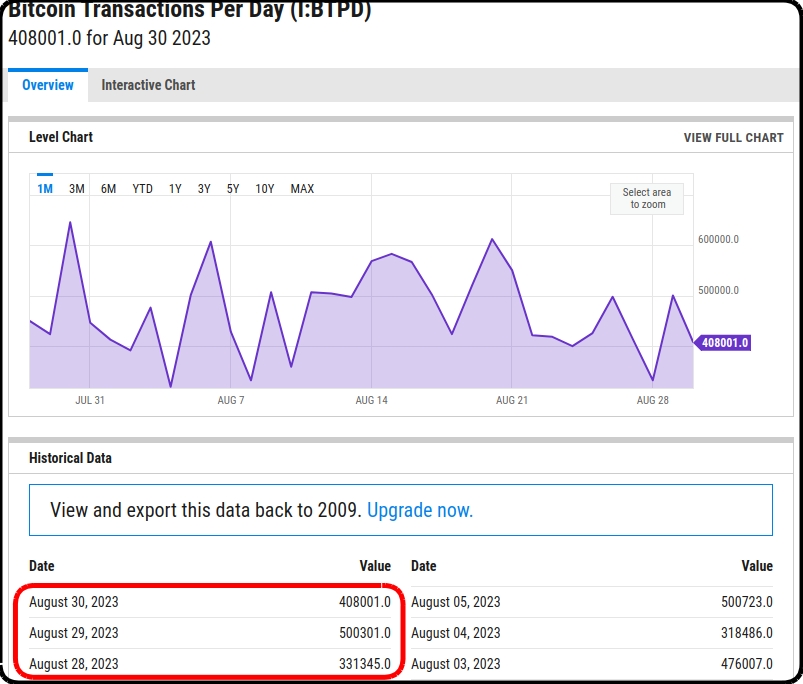 Bitcoin Transactions Per Day (I:BTPD)
408001.0 for Aug 30 2023
Overview Interactive Chart
Level Chart VIEW FULL CHART
1M 3M 6M YTD 1Y 3Y 5Y 10Y MAX
Select area
to zoom
600000.0
500000.0
408001.0
JUL 31 AUG 7 AUG 14 AUG 21 AUG 28
Historical Data
View and export this data back to 2009. Upgrade now.
Date Value Date Value
August 30, 2023 408001.0 August 05, 2023 500723.0
August 29, 2023 500301.0 August 04, 2023 318486.0
August 28, 2023 331345.0 August 03, 2023 476007.0